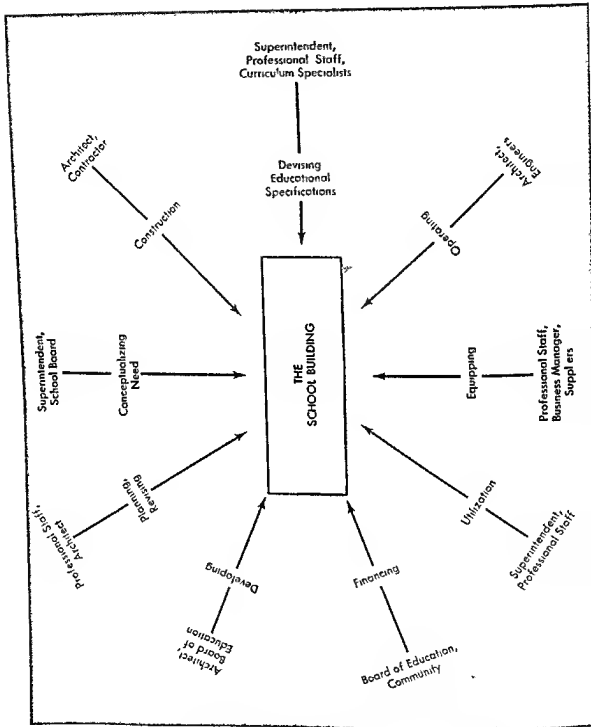 Superintendent,
Professional Staff,
Curriculum Specialists
Devising
Educational
Specifications
Architect,
Contractor
Construction
Architect,
Engineers
Operating
Superintendent,
School Board
Conceptualizing
Need
THE
SCHOOL BUILDING
Equipping
Professional Staff,
Business Manager,
Suppliers
Professional Staff,
Architect
Planning,
Revising
Utilization
Superintendent,
Professional Staff
Developing
Architect,
Board of
Education
Financing
Board of Education,
Community